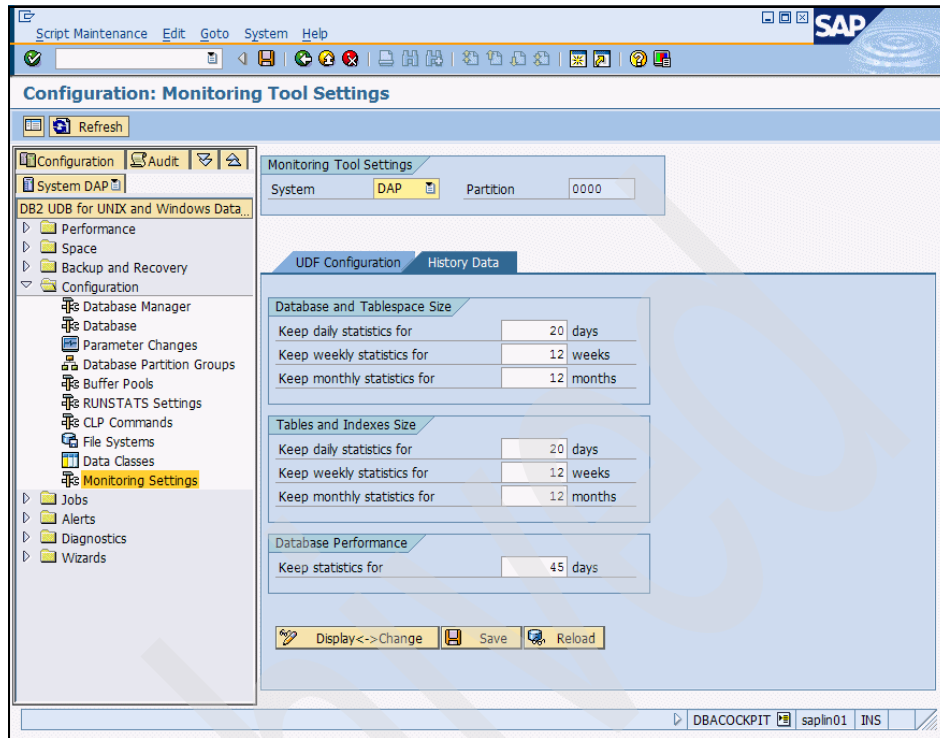 Script Maintenance Edit Goto System Help
SAP
Configuration: Monitoring Tool Settings
Refresh
Configuration Audit
System DAP
DB2 UDB for UNIX and Windows Data...
Performance
Space
Backup and Recovery
Configuration
Database Manager
Database
Parameter Changes
Database Partition Groups
Buffer Pools
RUNSTATS Settings
CLP Commands
File Systems
Data Classes
Monitoring Settings
Jobs
Alerts
Diagnostics
Wizards
Monitoring Tool Settings
System DAP Partition 0000
UDF Configuration History Data
Database and Tablespace Size
Keep daily statistics for 20 days
Keep weekly statistics for 12 weeks
Keep monthly statistics for 12 months
Tables and Indexes Size
Keep daily statistics for 20 days
Keep weekly statistics for 12 weeks
Keep monthly statistics for 12 months
Database Performance
Keep statistics for 45 days
Display<->Change Save Reload
DBACOCKPIT saplin01 INS